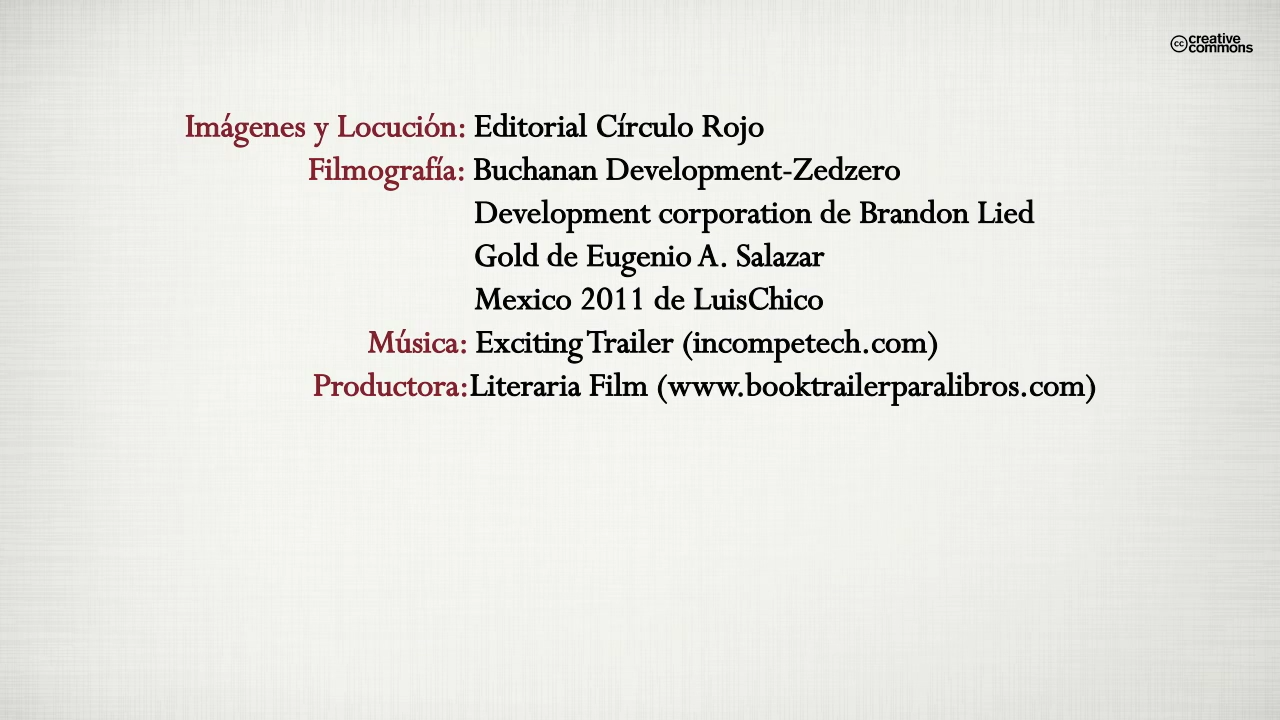 cc creative
commons
Imágenes y Locución: Editorial Círculo Rojo
Filmografía: Buchanan Development-Zedzero
Development corporation de Brandon Lied
Gold de Eugenio A. Salazar
Mexico 2011 de LuisChico
Música: Exciting Trailer (incompetech.com)
Productora:Literaria Film (www.booktrailerparalibros.com)